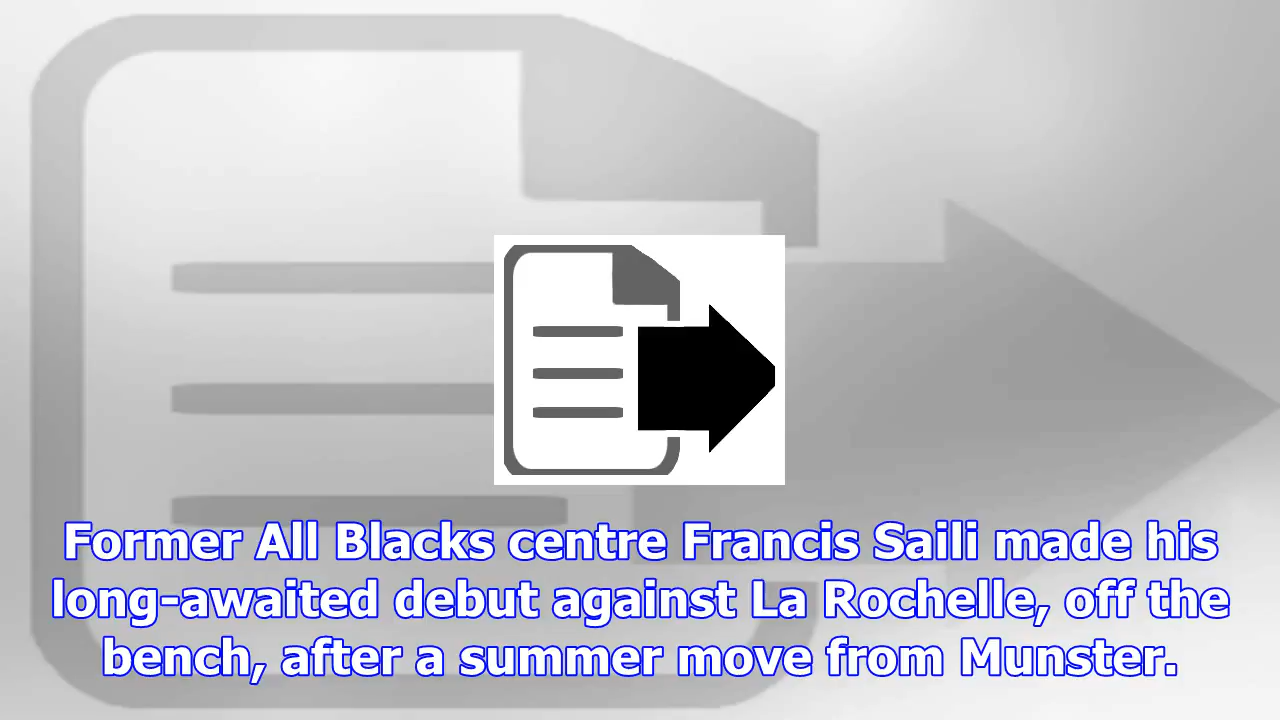 Former All Blacks centre Francis Saili made his
long-awaited debut against La Rochelle, off the
bench, after a summer move from Munster.